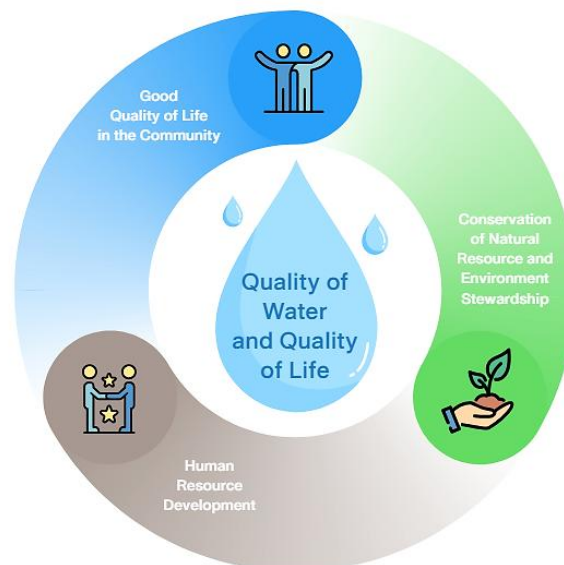 Good
Quality of Life
in the Community
Conservation
of Natural
Resource and
Environment
Stewardship
Quality of
Water
and Quality
of Life
Human
Resource
Development